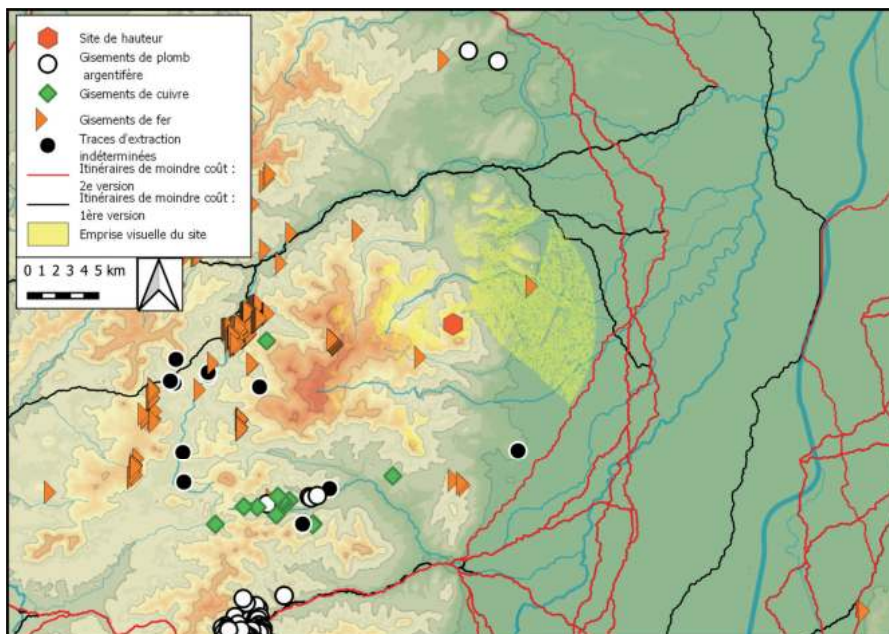 Site de hauteur
Gisements de plomb
argentifère
Gisements de cuivre
Gisements de fer
Traces d'extraction
indéterminées
Itinéraires de moindre coût :
2e version
Itinéraires de moindre coût :
1ère version
Emprise visuelle du site
0 1 2 3 4 5 km